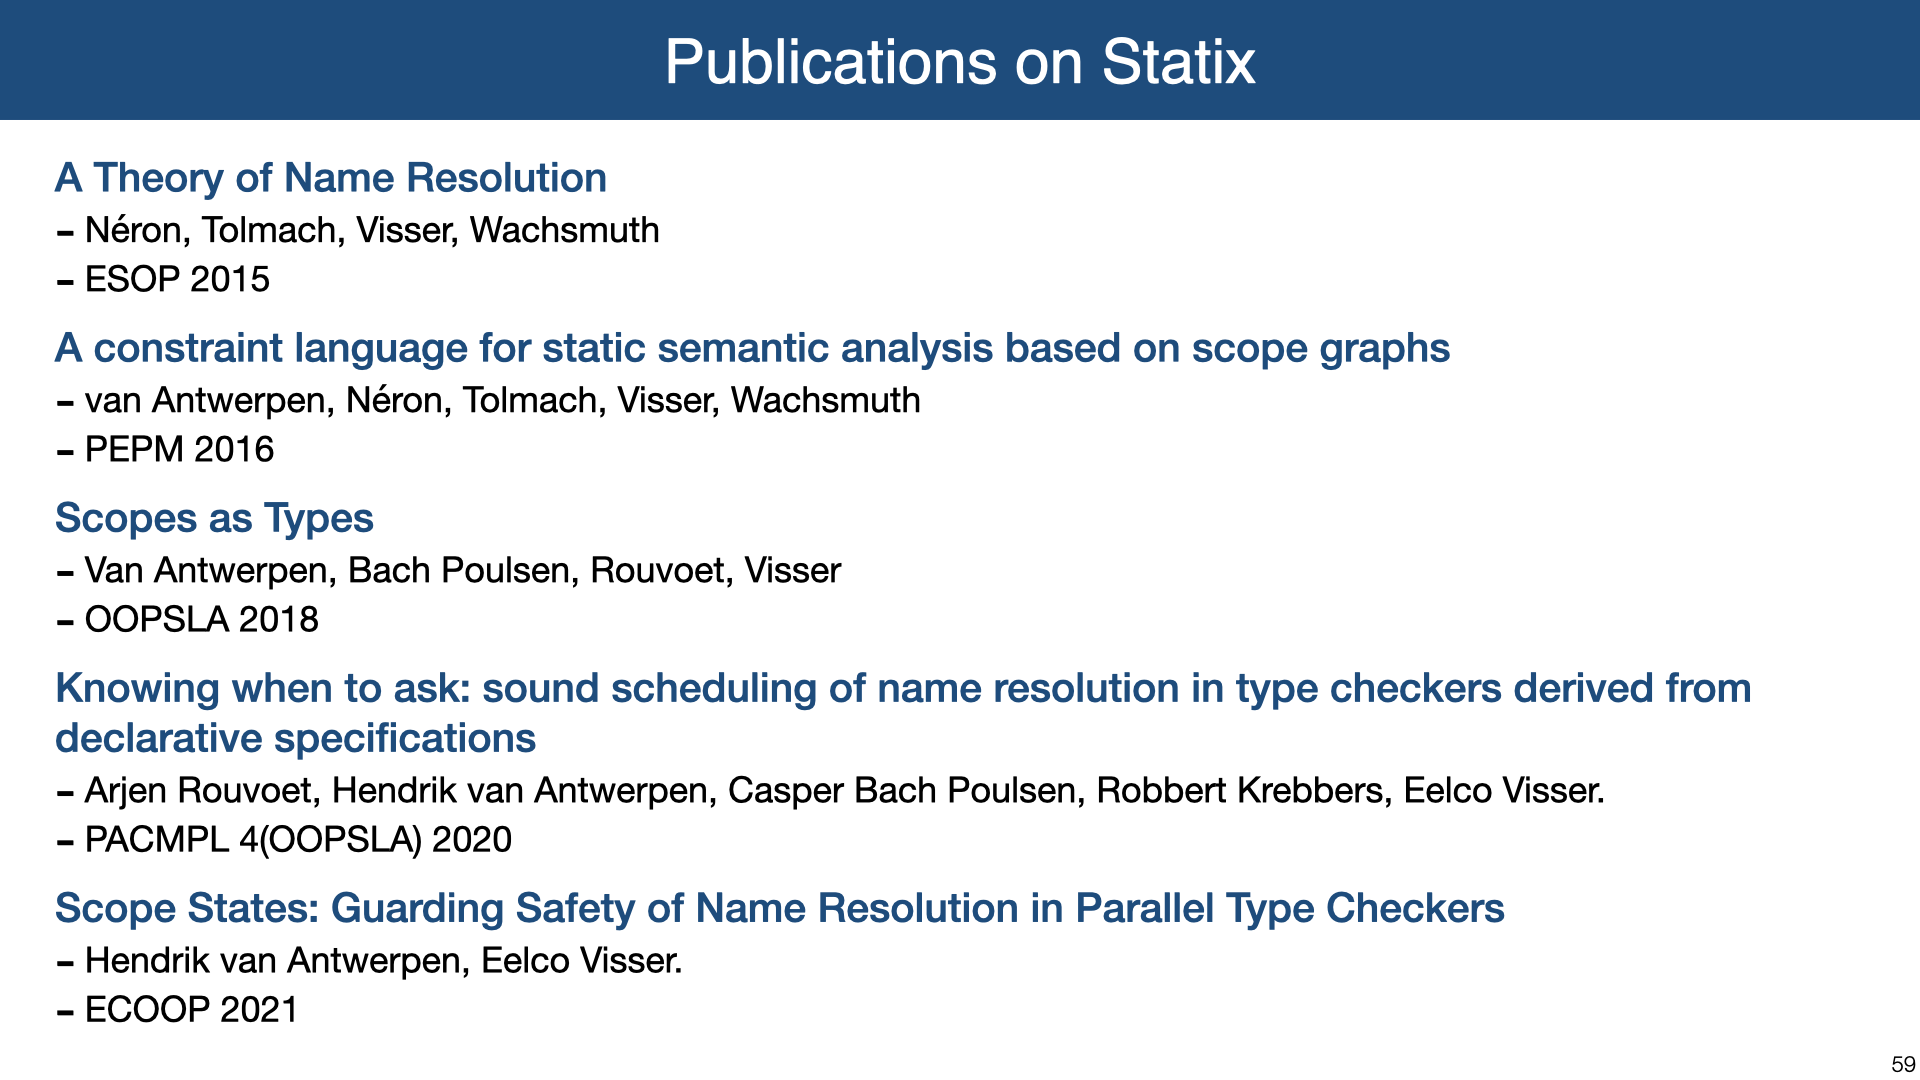 Publications on Statix
A Theory of Name Resolution
- Néron, Tolmach, Visser, Wachsmuth
- ESOP 2015
A constraint language for static semantic analysis based on scope graphs
- van Antwerpen, Néron, Tolmach, Visser, Wachsmuth
- PEPM 2016
Scopes as Types
- Van Antwerpen, Bach Poulsen, Rouvoet, Visser
- OOPSLA 2018
Knowing when to ask: sound scheduling of name resolution in type checkers derived from
declarative specifications
- Arjen Rouvoet, Hendrik van Antwerpen, Casper Bach Poulsen, Robbert Krebbers, Eelco Visser.
- PACMPL 4(OOPSLA) 2020
Scope States: Guarding Safety of Name Resolution in Parallel Type Checkers
- Hendrik van Antwerpen, Eelco Visser.
- ECOOP 2021
59